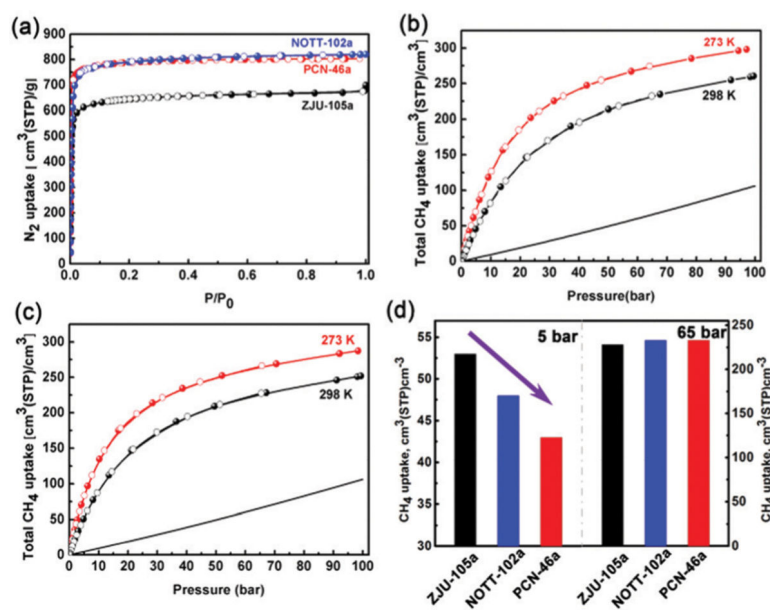 (a)
NOTT-102a
PCN-46a
ZJU-105a
N2 uptake [ cm3(STP)/g]
900
800
700
600
500
400
300
200
100
0
0.0 0.2 0.4 0.6 0.8 1.0
P/P0
(b)
273 K
298 K
Total CH4 uptake [cm3(STP)/cm3]
300
250
200
150
100
50
0
0 10 20 30 40 50 60 70 80 90 100
Pressure(bar)
(c)
273 K
298 K
Total CH4 uptake [cm3(STP)/cm3]
300
250
200
150
100
50
0
0 10 20 30 40 50 60 70 80 90 100
Pressure (bar)
(d)
5 bar
65 bar
CH4 uptake, cm3(STP)cm-3
55
50
45
40
35
30
ZJU-105a
NOTT-102a
PCN-46a
ZJU-105a
NOTT-102a
PCN-46a
250
200
150
100
50
0
CH4 uptake, cm3(STP)cm-3